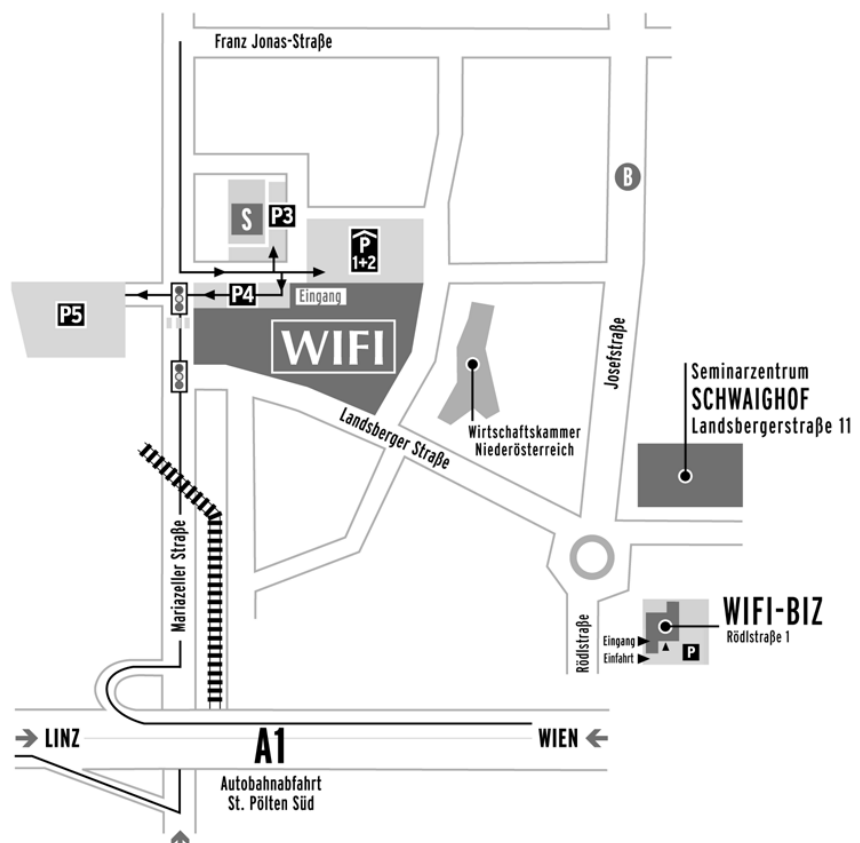 Franz Jonas-Straße
B
S
P3
P
1+2
P4
Eingang
P5
WIFI
Landsberger Straße
Wirtschaftskammer
Niederösterreich
Josefstraße
Seminarzentrum
SCHWAIGHOF
Landsbergerstraße 11
Mariazeller Straße
WIFI-BIZ
Rödlstraße 1
Rödlstraße
Eingang
Einfahrt
P
LINZ
A1
WIEN
Autobahnabfahrt
St. Pölten Süd